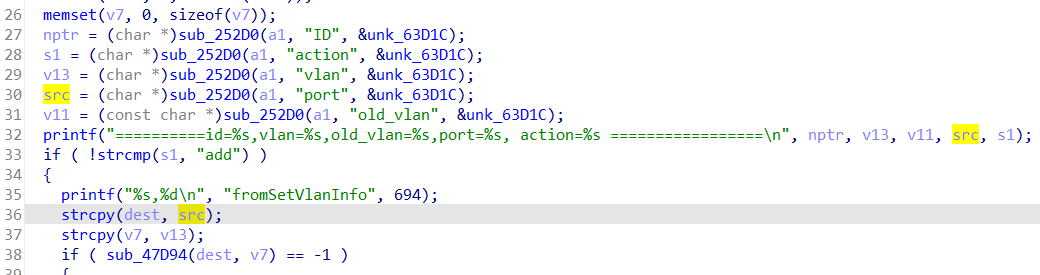 26 memset(v7, 0, sizeof(v7));
27 nptr = (char *)sub_252D0(a1, "ID", &unk_63D1C);
28 s1 = (char *)sub_252D0(a1, "action", &unk_63D1C);
29 v13 = (char *)sub_252D0(a1, "vlan", &unk_63D1C);
30 src = (char *)sub_252D0(a1, "port", &unk_63D1C);
31 v11 = (const char *)sub_252D0(a1, "old_vlan", &unk_63D1C);
32 printf("==========id=%s,vlan=%s,old_vlan=%s,port=%s, action=%s =================\n", nptr, v13, v11, src, s1);
33 if ( !strcmp(s1, "add") )
34 {
35 printf("%s,%d\n", "fromSetVlanInfo", 694);
36 strcpy(dest, src);
37 strcpy(v7, v13);
38 if ( sub_47D94(dest, v7) == -1 )